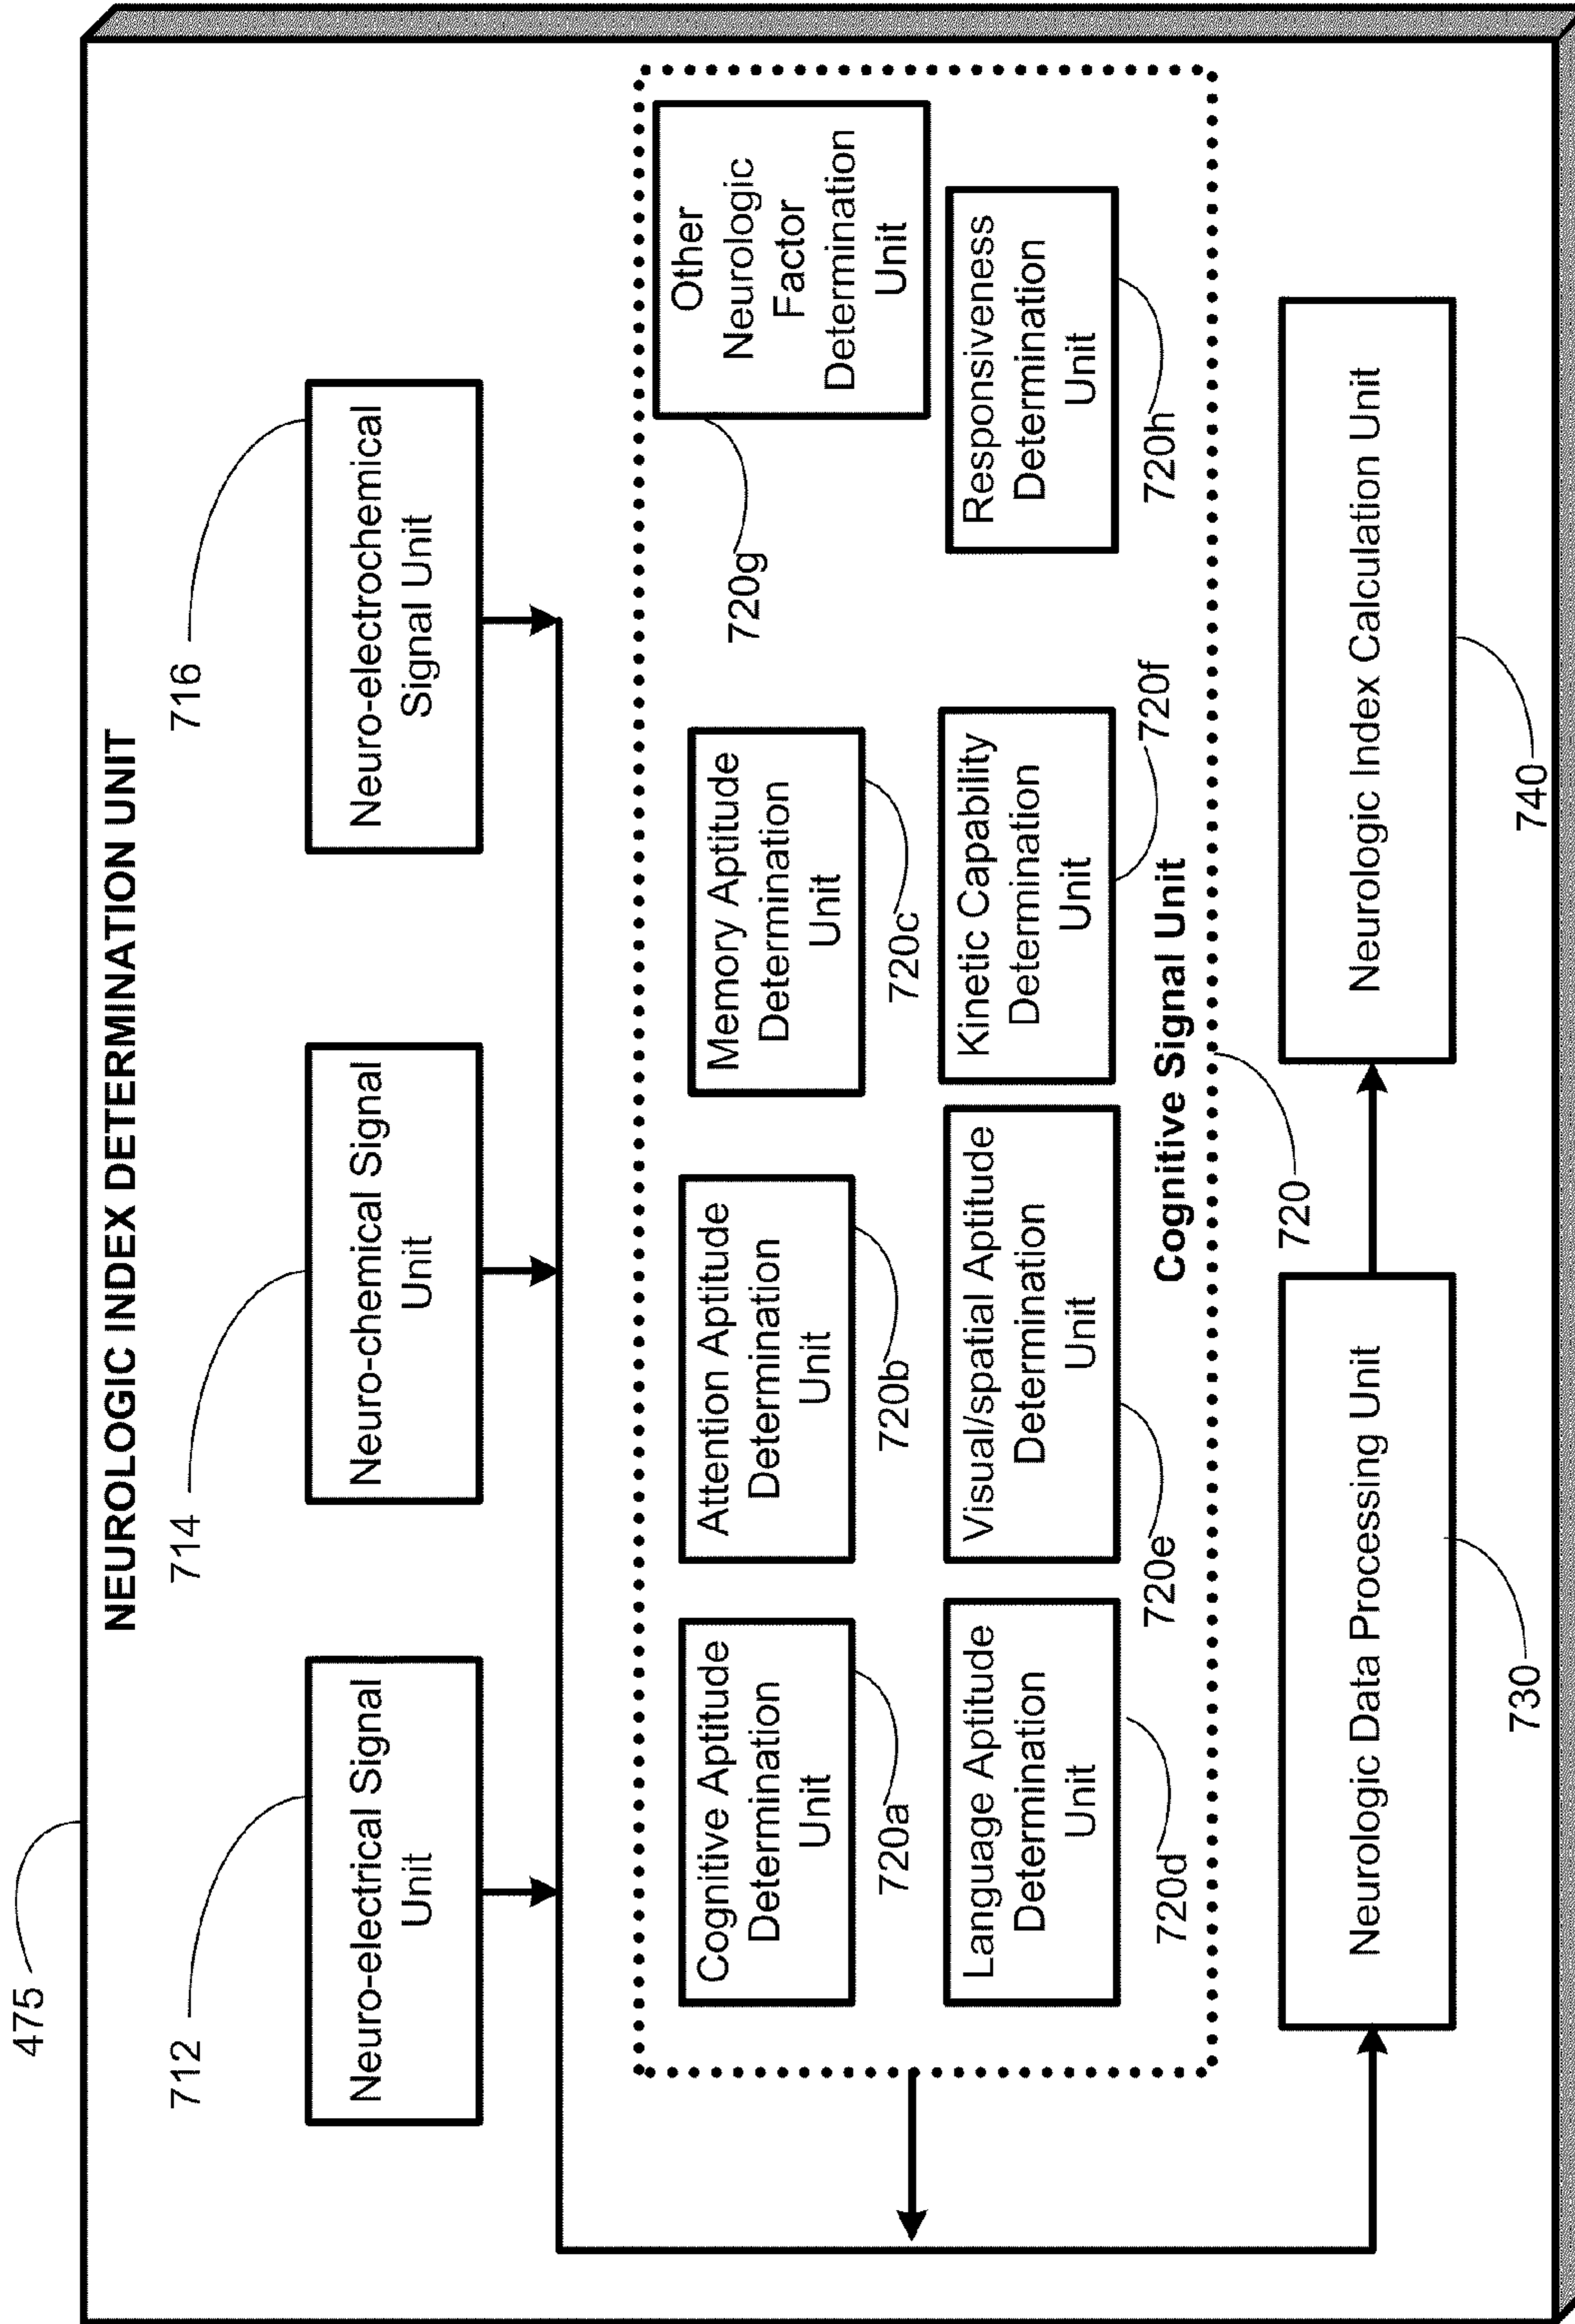 475
NEUROLOGIC INDEX DETERMINATION UNIT
712
714
716
Neuro-electrical Signal
Unit
Neuro-chemical Signal
Unit
Neuro-electrochemical
Signal Unit
Cognitive Aptitude
Determination
Unit
720a
Attention Aptitude
Determination
Unit
720b
Memory Aptitude
Determination
Unit
720c
Other
Neurologic
Factor
Determination
Unit
720g
Language Aptitude
Determination
Unit
720d
Visual/spatial Aptitude
Determination
Unit
720e
Kinetic Capability
Determination
Unit
720f
Responsiveness
Determination
Unit
720h
Cognitive Signal Unit
720
Neurologic Data Processing Unit
730
Neurologic Index Calculation Unit
740